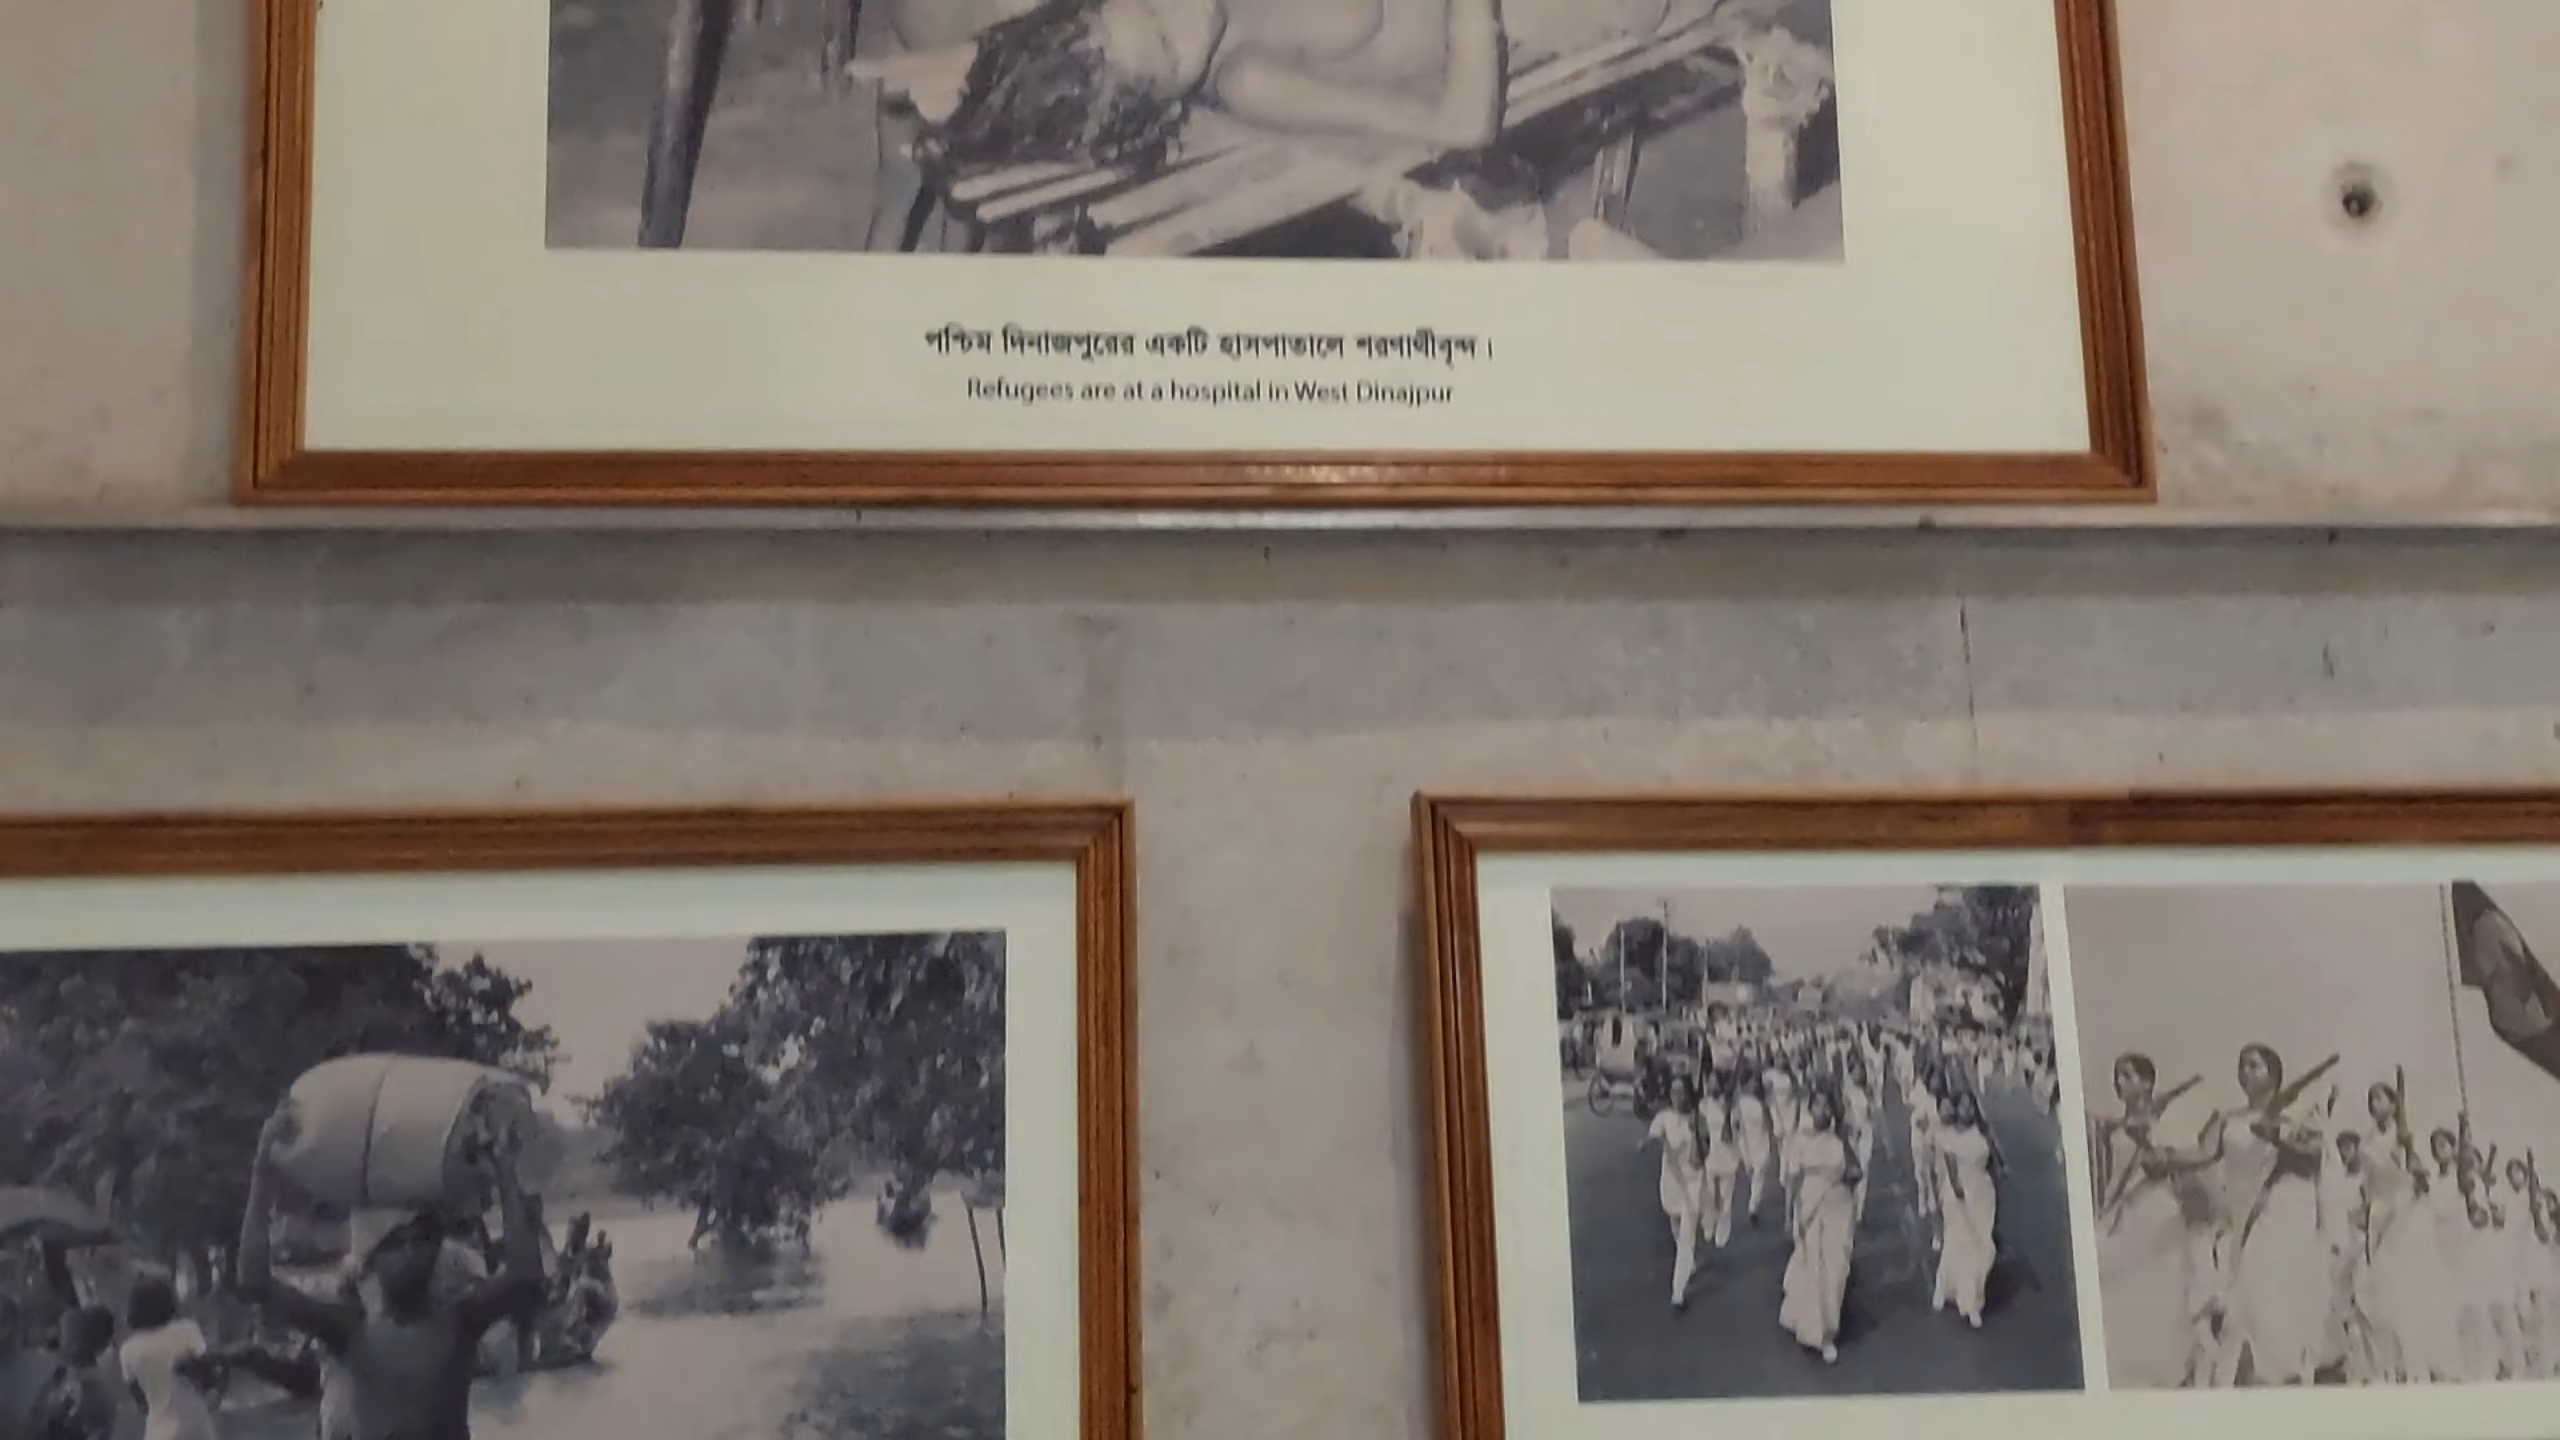 পশ্চিম দিনাজপুরের একটি হাসপাতালে শরণার্থীবৃন্দ।
Refugees are at a hospital in West Dinajpur